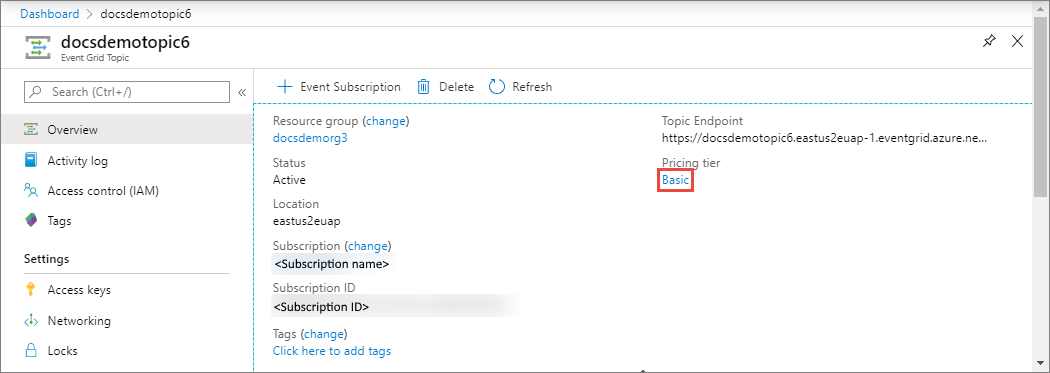 Dashboard > docsdemotopic6
docsdemotopic6
Event Grid Topic
Search (Ctrl+/)
«
Overview
Activity log
Access control (IAM)
Tags
Settings
Access keys
Networking
Locks
+ Event Subscription Delete Refresh
Resource group (change)
docsdemorg3
Status
Active
Location
eastus2euap
Subscription (change)
<Subscription name>
Subscription ID
<Subscription ID>
Tags (change)
Click here to add tags
Topic Endpoint
https://docsdemotopic6.eastus2euap-1.eventgrid.azure.ne...
Pricing tier
Basic